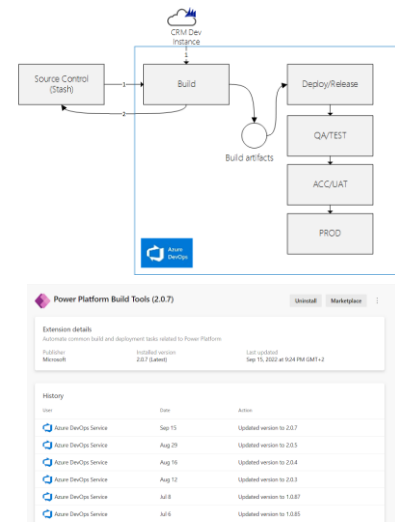 CRM Dev
Instance
1
Source Control
(Stash)
1
Build
Deploy/Release
2
QA/TEST
Build artifacts
ACC/UAT
PROD
Azure
DevOps
Power Platform Build Tools (2.0.7)
Uninstall
Marketplace
Extension details
Automate common build and deployment tasks related to Power Platform
Publisher
Installed version
Last updated
Microsoft
2.0.7 (Latest)
Sep 15, 2022 at 9:24 PM GMT+2
History
User
Date
Action
Azure DevOps Service
Sep 15
Updated version to 2.0.7
Azure DevOps Service
Aug 29
Updated version to 2.0.5
Azure DevOps Service
Aug 16
Updated version to 2.0.4
Azure DevOps Service
Aug 12
Updated version to 2.0.3
Azure DevOps Service
Jul 8
Updated version to 1.0.87
Azure DevOps Service
Jul 6
Updated version to 1.0.85